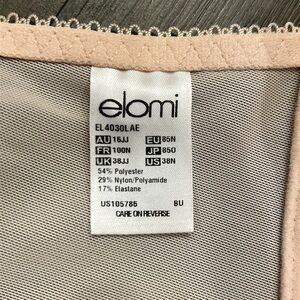 elomi
EL4030LAE
AU 16JJ EU 85N
FR 100N JP 85O
UK 38JJ US 38N
54% Polyester
29% Nylon/Polyamide
17% Elastane
US105786 BU
CARE ON REVERSE